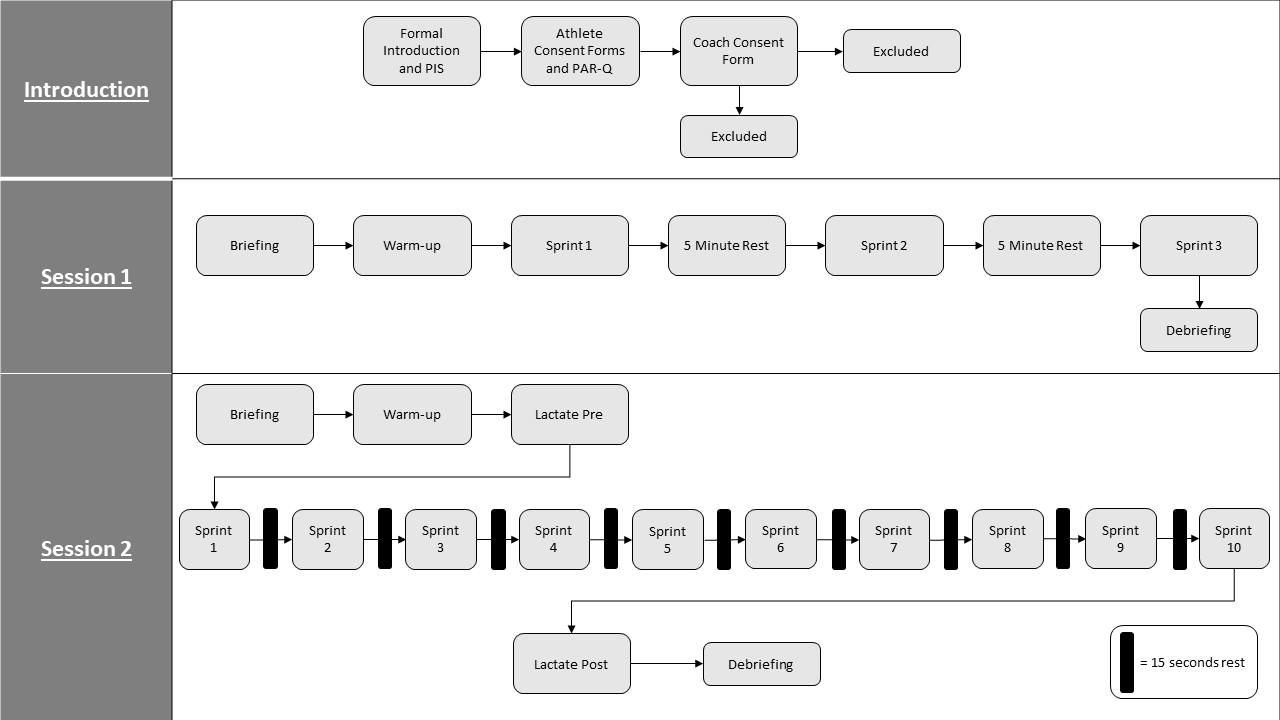 Introduction
Formal
Introduction
and PIS
Athlete
Consent Forms
and PAR-Q
Coach Consent
Form
Excluded
Excluded
Session 1
Briefing
Warm-up
Sprint 1
5 Minute Rest
Sprint 2
5 Minute Rest
Sprint 3
Debriefing
Session 2
Briefing
Warm-up
Lactate Pre
Sprint
1
Sprint
2
Sprint
3
Sprint
4
Sprint
5
Sprint
6
Sprint
7
Sprint
8
Sprint
9
Sprint
10
Lactate Post
Debriefing
= 15 seconds rest